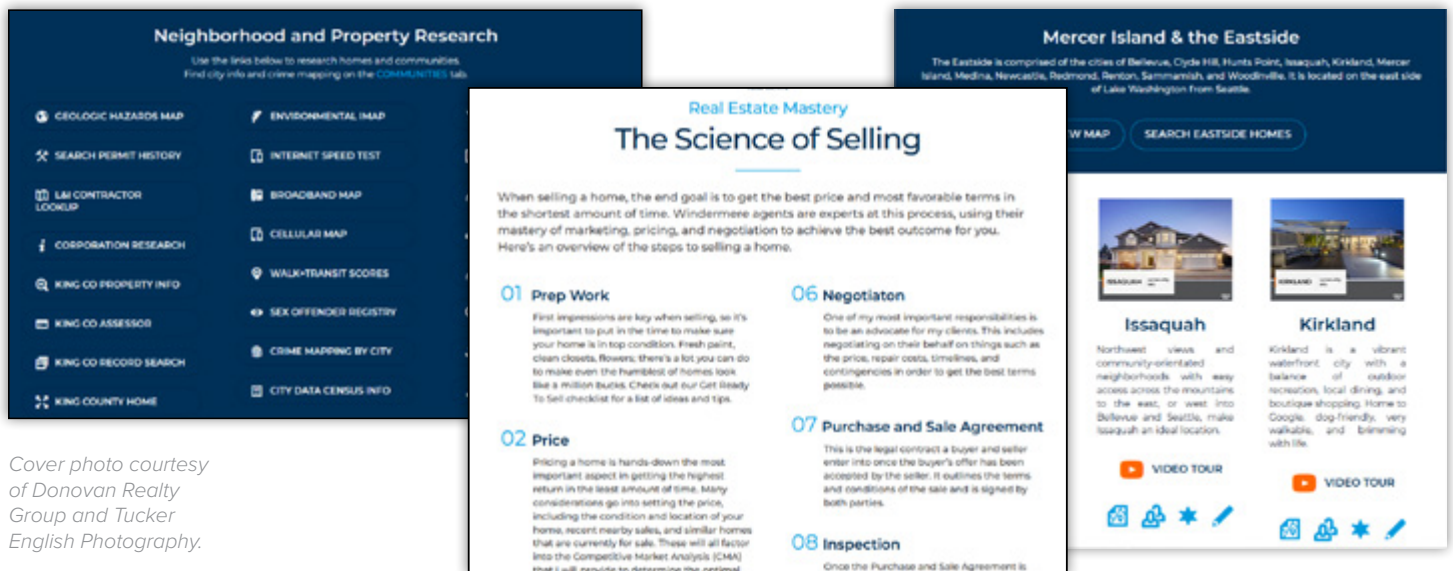 Neighborhood and Property Research
Use the links below to research homes and communities.
Find city info and crime mapping on the COMMUNITIES tab.
GEOLOGIC HAZARDS MAP
SEARCH PERMIT HISTORY
L&I CONTRACTOR
LOOKUP
CORPORATION RESEARCH
KING CO PROPERTY INFO
KING CO ASSESSOR
KING CO RECORD SEARCH
KING COUNTY HOME
ENVIRONMENTAL IMAP
INTERNET SPEED TEST
BROADBAND MAP
CELLULAR MAP
WALK+TRANSIT SCORES
SEX OFFENDER REGISTRY
CRIME MAPPING BY CITY
CITY DATA CENSUS INFO
Cover photo courtesy
of Donovan Realty
Group and Tucker
English Photography.
Real Estate Mastery
The Science of Selling
When selling a home, the end goal is to get the best price and most favorable terms in
the shortest amount of time. Windermere agents are experts at this process, using their
mastery of marketing, pricing, and negotiation to achieve the best outcome for you.
Here's an overview of the steps to selling a home.
01 Prep Work
First impressions are key when selling, so it's
important to put in the time to make sure
your home is in top condition. Fresh paint,
clean closets, flowers; there's a lot you can do
to make even the humblest of homes look
like a million bucks. Check out our Get Ready
To Sell checklist for a list of ideas and tips.
02 Price
Pricing a home is hands-down the most
important aspect in getting the highest
return in the least amount of time. Many
considerations go into setting the price,
including the condition and location of your
home, recent nearby sales, and similar homes
that are currently for sale. These will all factor
into the Competitive Market Analysis (CMA)
that I will provide to determine the optimal
06 Negotiaton
One of my most important responsibilities is
to be an advocate for my clients. This includes
negotiating on their behalf on things such as
the price, repair costs, timelines, and
contingencies in order to get the best terms
possible.
07 Purchase and Sale Agreement
This is the legal contract a buyer and seller
enter into once the buyer's offer has been
accepted by the seller. It outlines the terms
and conditions of the sale and is signed by
both parties.
08 Inspection
Once the Purchase and Sale Agreement is
Mercer Island & the Eastside
The Eastside is comprised of the cities of Bellevue, Clyde Hill, Hunts Point, Issaquah, Kirkland, Mercer
Island, Medina, Newcastle, Redmond, Renton, Sammamish, and Woodinville. It is located on the east side
of Lake Washington from Seattle.
W MAP
SEARCH EASTSIDE HOMES
ISSAQUAH
KIRKLAND
Issaquah
Northwest views and
community-orientated
neighborhoods with easy
access across the mountains
to the east, or west into
Bellevue and Seattle, make
Issaquah an ideal location.
VIDEO TOUR
Kirkland
Kirkland is a vibrant
waterfront city with a
balance of outdoor
recreation, local dining, and
boutique shopping. Home to
Google, dog-friendly, very
walkable, and brimming
with life.
VIDEO TOUR